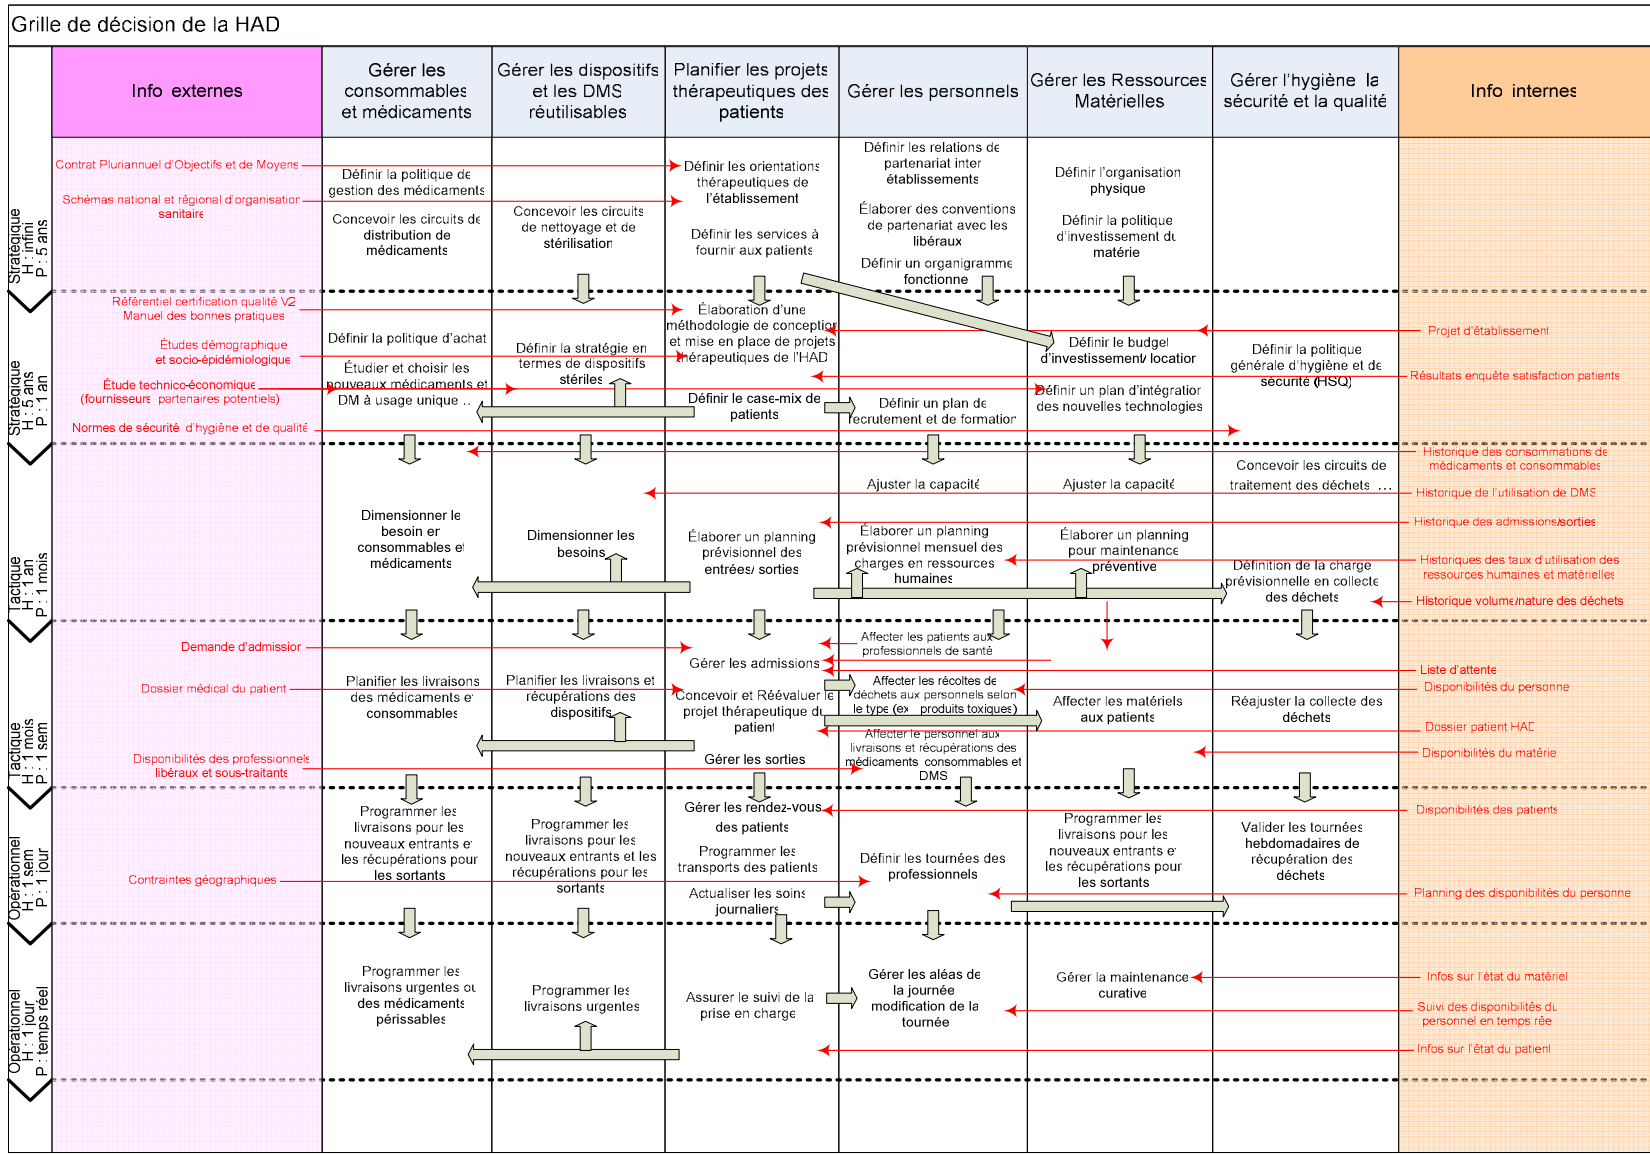 Grille de décision de la HAD
Info externes
Gérer les
consommables
et médicaments
Gérer les dispositifs
et les DMS
réutilisables
Planifier les projets
thérapeutiques des
patients
Gérer les personnels
Gérer les Ressources
Matérielles
Gérer l'hygiène la
sécurité et la qualité
Info internes
Stratégique
H : infini
P : 5 ans
Contrat Pluriannuel d'Objectifs et de Moyens
Schémas national et régional d'organisation
sanitaire
Définir la politique de
gestion des médicaments
Concevoir les circuits de
distribution de
médicaments
Concevoir les circuits
de nettoyage et de
stérilisation
Définir les orientations
thérapeutiques de
l'établissement
Définir les services à
fournir aux patients
Définir les relations de
partenariat inter
établissements
Élaborer des conventions
de partenariat avec les
libéraux
Définir un organigramme
fonctionne
Définir l'organisation
physique
Définir la politique
d'investissement du
matérie
Stratégique
H : 5 ans
P : 1 an
Référentiel certification qualité V2
Manuel des bonnes pratiques
Études démographique
et socio-épidémiologique
Étude technico-économique
(fournisseurs partenaires potentiels)
Normes de sécurité d'hygiène et de qualité
Définir la politique d'achat
Étudier et choisir les
nouveaux médicaments et
DM à usage unique ..
Définir la stratégie en
termes de dispositifs
stériles
Élaboration d'une
méthodologie de conception
et mise en place de projets
thérapeutiques de l'HAD
Définir le case-mix de
patients
Définir un plan de
recrutement et de formation
Définir le budget
d'investissement/ location
Définir un plan d'intégration
des nouvelles technologies
Définir la politique
générale d'hygiène et de
sécurité (HSQ)
Projet d'établissement
Résultats enquête satisfaction patients
Tactique
H : 1 an
P : 1 mois
Dimensionner le
besoin en
consommables et
médicaments
Dimensionner les
besoins
Élaborer un planning
prévisionnel des
entrées/ sorties
Ajuster la capacité
Élaborer un planning
prévisionnel mensuel des
charges en ressources
humaines
Ajuster la capacité
Élaborer un planning
pour maintenance
préventive
Concevoir les circuits de
traitement des déchets ...
Définition de la charge
prévisionnelle en collecte
des déchets
Historique des consommations de
médicaments et consommables
Historique de l'utilisation de DMS
Historique des admissions/sorties
Historiques des taux d'utilisation des
ressources humaines et matérielles
Historique volume/nature des déchets
Tactique
H : 1 mois
P : 1 sem
Demande d'admission
Dossier médical du patient
Disponibilités des professionnels
libéraux et sous-traitants
Planifier les livraisons
des médicaments et
consommables
Planifier les livraisons et
récupérations des
dispositifs
Gérer les admissions
Concevoir et Réévaluer le
projet thérapeutique du
patient
Gérer les sorties
Affecter les patients aux
professionnels de santé
Affecter les récoltes de
déchets aux personnels selon
le type (ex produits toxiques)
Affecter le personnel aux
livraisons et récupérations des
médicaments consommables et
DMS
Affecter les matériels
aux patients
Réajuster la collecte des
déchets
Liste d'attente
Disponibilités du personne
Dossier patient HAD
Disponibilités du matérie
Opérationnel
H : 1 sem
P : 1 jour
Contraintes géographiques
Programmer les
livraisons pour les
nouveaux entrants et
les récupérations pour
les sortants
Programmer les
livraisons pour les
nouveaux entrants et les
récupérations pour les
sortants
Gérer les rendez-vous
des patients
Programmer les
transports des patients
Actualiser les soins
journaliers
Définir les tournées des
professionnels
Programmer les
livraisons pour les
nouveaux entrants et
les récupérations pour
les sortants
Valider les tournées
hebdomadaires de
récupération des
déchets
Disponibilités des patients
Planning des disponibilités du personne
Opérationnel
H : 1 jour
P : temps réel
Programmer les
livraisons urgentes ou
des médicaments
périssables
Programmer les
livraisons urgentes
Assurer le suivi de la
prise en charge
Gérer les aléas de
la journée
modification de la
tournée
Gérer la maintenance
curative
Infos sur l'état du matériel
Suivi des disponibilités du
personnel en temps rée
Infos sur l'état du patient